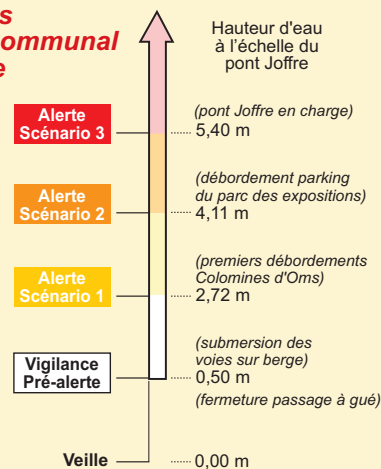 s
ommunal
e
Hauteur d'eau
à l'échelle du
pont Joffre
Alerte
Scénario 3
(pont Joffre en charge)
5,40 m
Alerte
Scénario 2
(débordement parking
du parc des expositions)
4,11 m
Alerte
Scénario 1
(premiers débordements
Colomines d'Oms)
2,72 m
Vigilance
Pré-alerte
(submersion des
voies sur berge)
0,50 m
(fermeture passage à gué)
Veille
0,00 m